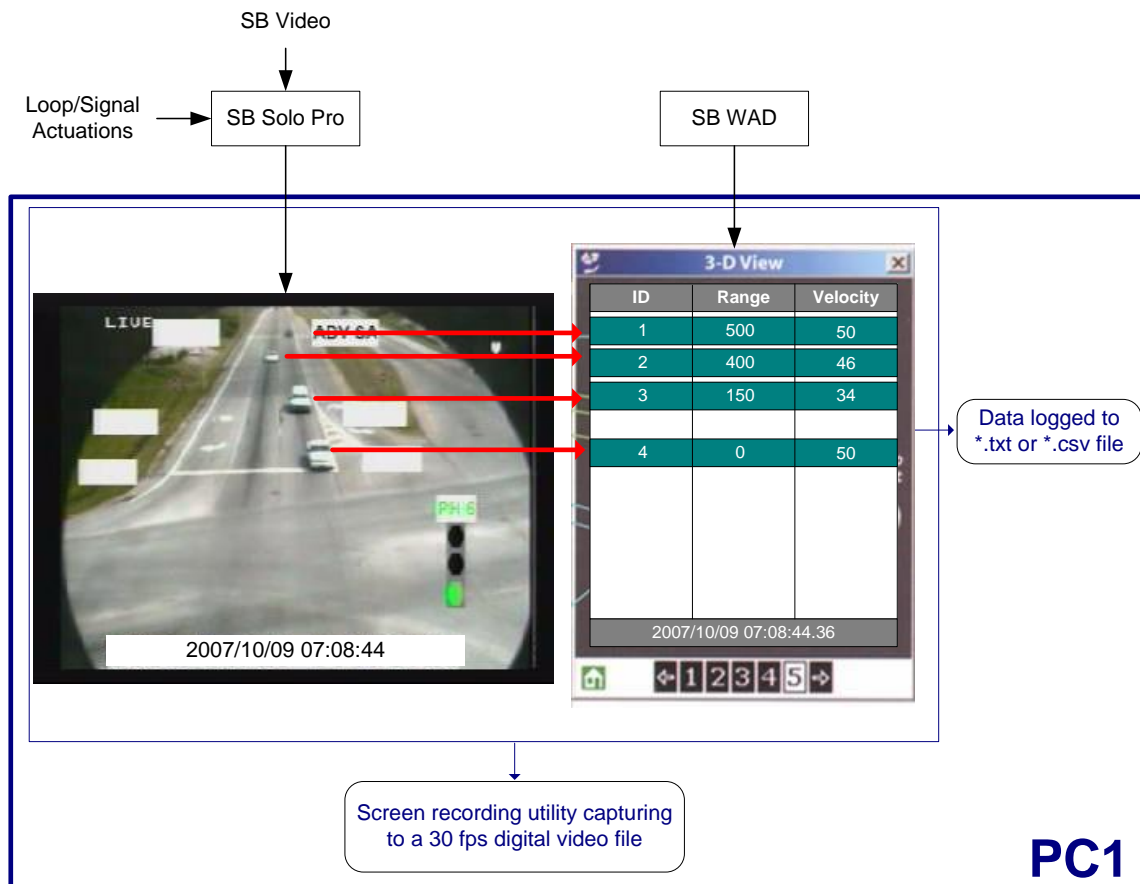 SB Video
Loop/Signal
Actuations
SB Solo Pro
SB WAD
LIVE
ADV 6A
PH 6
2007/10/09 07:08:44
3-D View
ID Range Velocity
1 500 50
2 400 46
3 150 34
4 0 50
2007/10/09 07:08:44.36
1 2 3 4 5
Data logged to
*.txt or *.csv file
Screen recording utility capturing
to a 30 fps digital video file
PC1